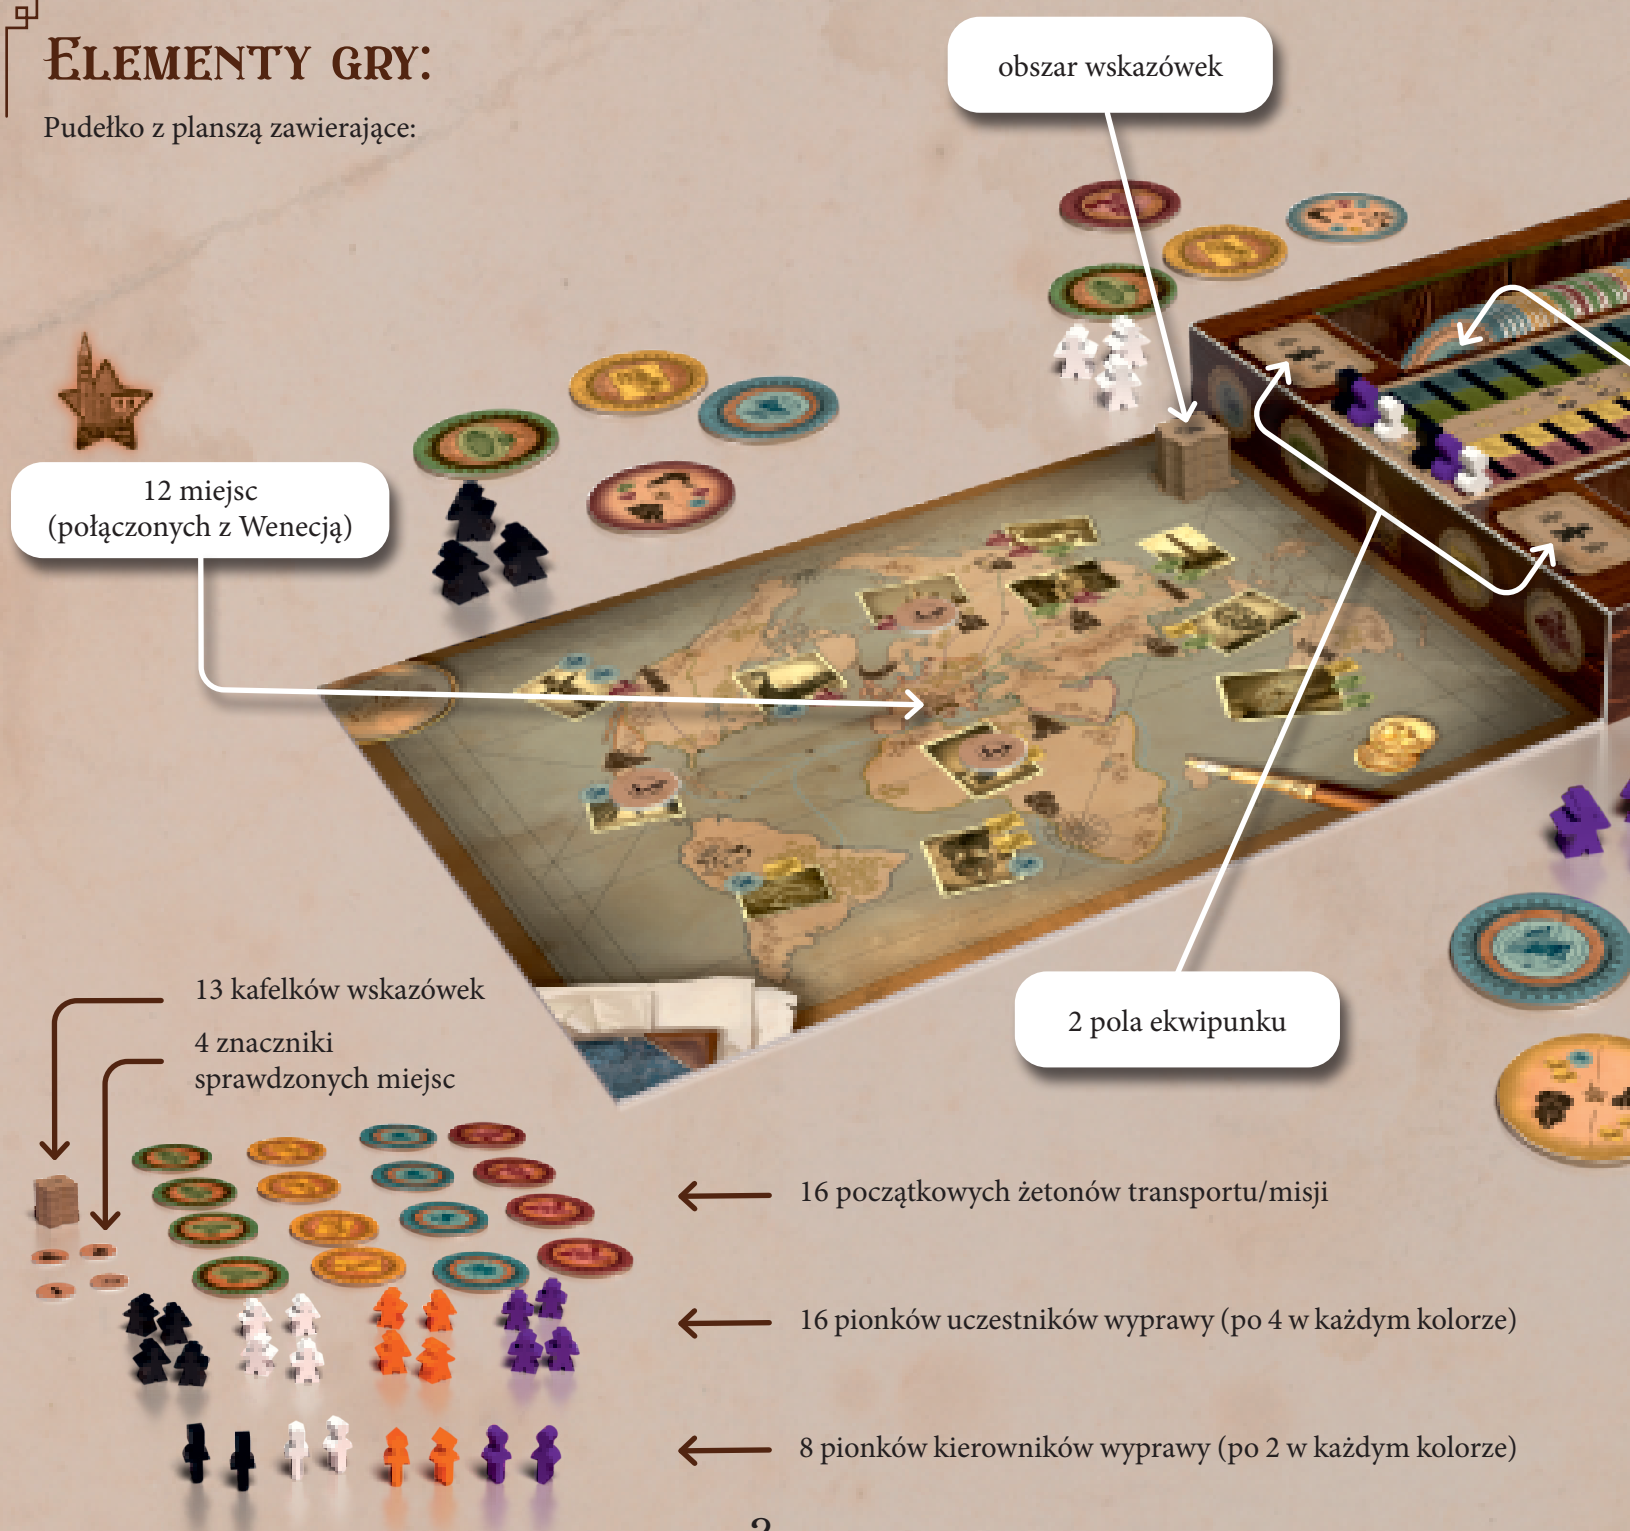 ELEMENTY GRY:
Pudełko z planszą zawierające:
obszar wskazówek
12 miejsc
(połączonych z Wenecją)
2 pola ekwipunku
13 kafelków wskazówek
4 znaczniki
sprawdzonych miejsc
16 początkowych żetonów transportu/misji
16 pionków uczestników wyprawy (po 4 w każdym kolorze)
8 pionków kierowników wyprawy (po 2 w każdym kolorze)